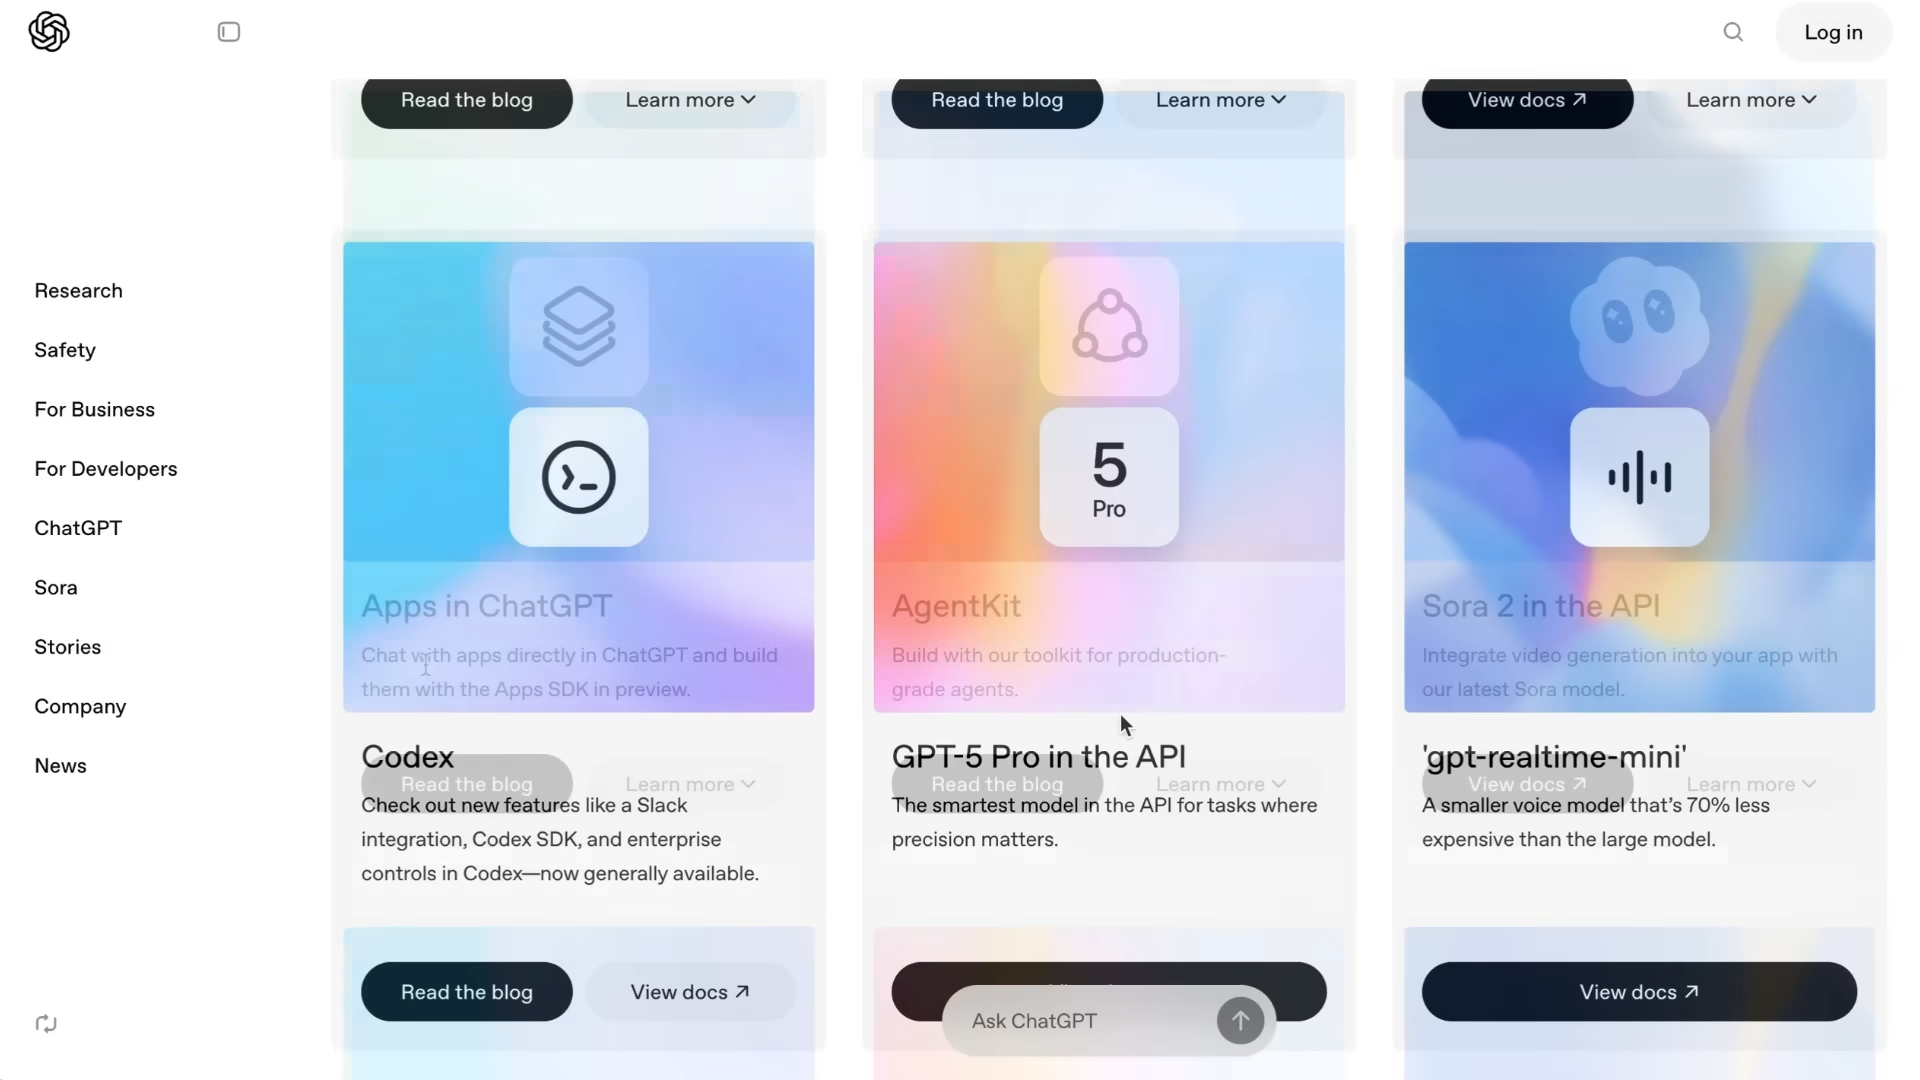 Log in
Read the blog
Learn more
Read the blog
Learn more
View docs ↗
Learn more
Research
Safety
For Business
For Developers
ChatGPT
Sora
Stories
Company
News
5
Pro
Apps in ChatGPT
Chat with apps directly in ChatGPT and build
them with the Apps SDK in preview.
AgentKit
Build with our toolkit for production-
grade agents.
Sora 2 in the API
Integrate video generation into your app with
our latest Sora model.
Codex
Read the blog
Learn more
Check out new features like a Slack
integration, Codex SDK, and enterprise
controls in Codex—now generally available.
GPT-5 Pro in the API
Read the blog
Learn more
The smartest model in the API for tasks where
precision matters.
'gpt-realtime-mini'
View docs ↗
Learn more
A smaller voice model that’s 70% less
expensive than the large model.
Read the blog
View docs ↗
View docs ↗
Ask ChatGPT